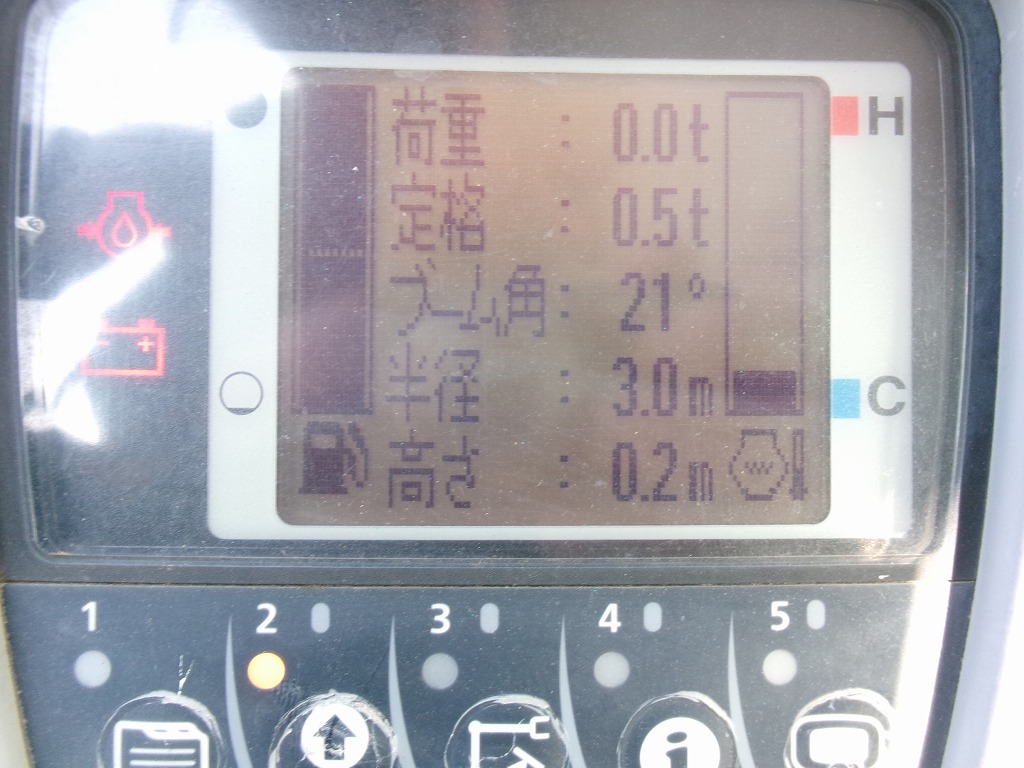 荷重 : 0.0t
定格 : 0.5t
ブーム角: 21°
半径 : 3.0m
高さ : 0.2m
H
C
- +
1 2 3 4 5
i